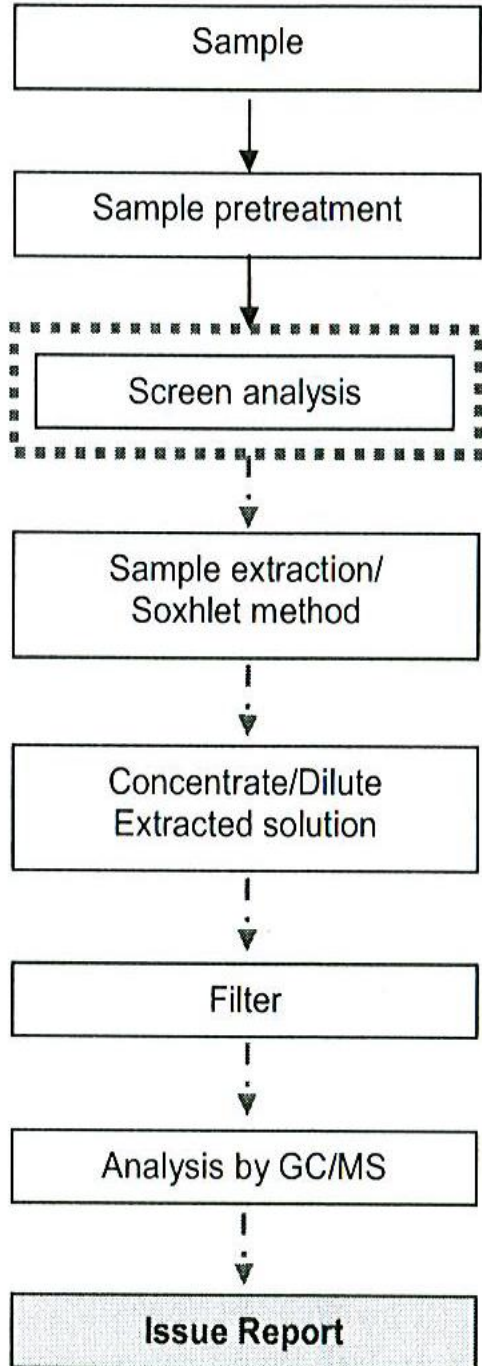 Sample
Sample pretreatment
Screen analysis
Sample extraction/
Soxhlet method
Concentrate/Dilute
Extracted solution
Filter
Analysis by GC/MS
Issue Report